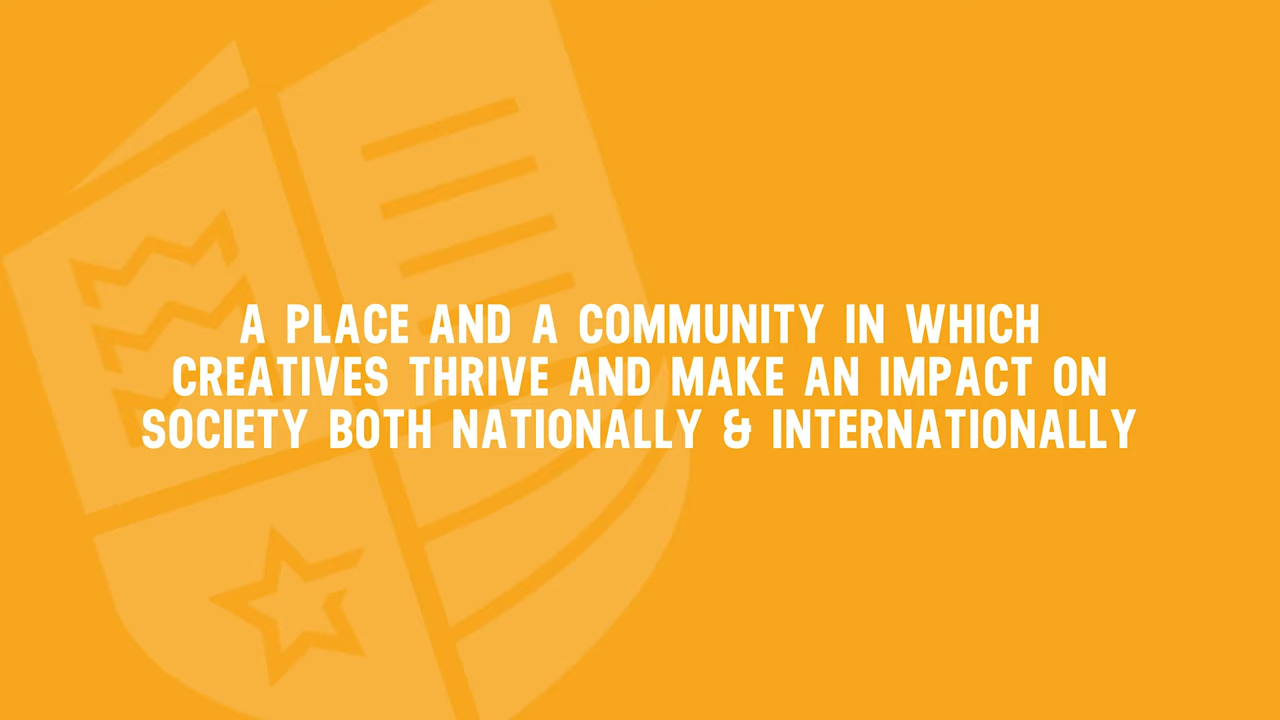 A PLACE AND A COMMUNITY IN WHICH
CREATIVES THRIVE AND MAKE AN IMPACT ON
SOCIETY BOTH NATIONALLY & INTERNATIONALLY